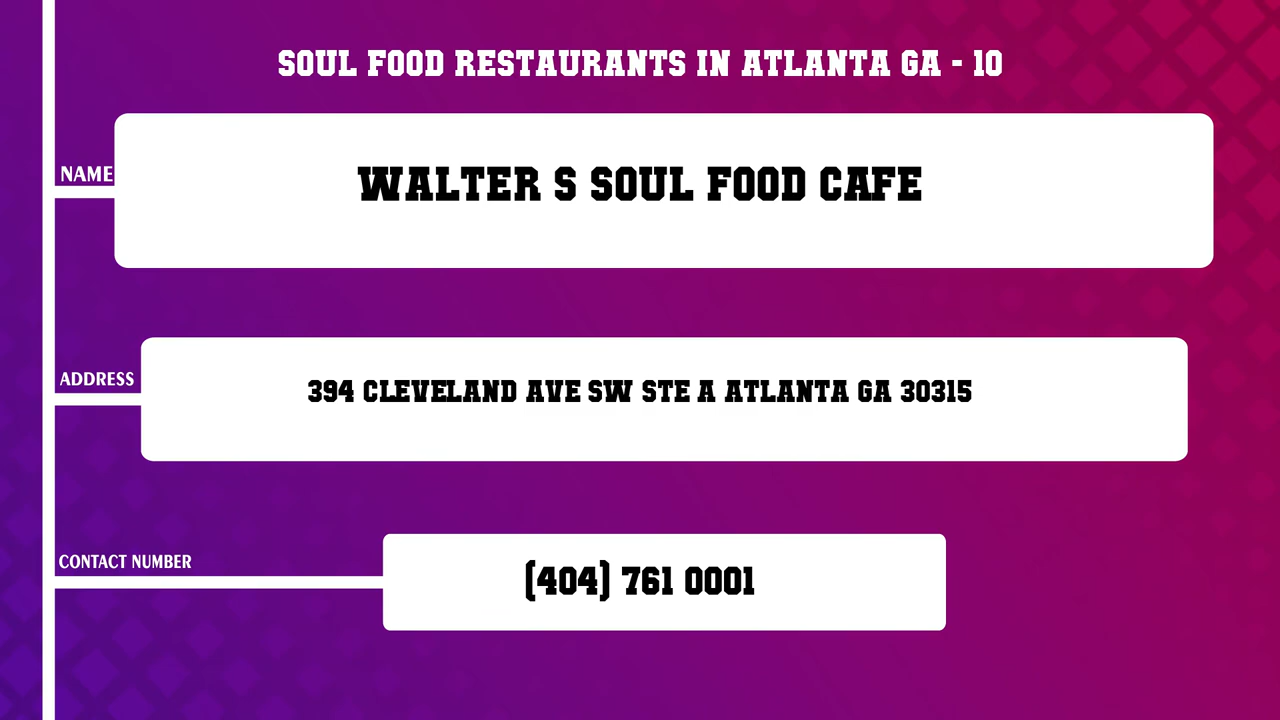 SOUL FOOD RESTAURANTS IN ATLANTA GA - 10
NAME
WALTER S SOUL FOOD CAFE
ADDRESS
394 CLEVELAND AVE SW STE A ATLANTA GA 30315
CONTACT NUMBER
(404) 761 0001